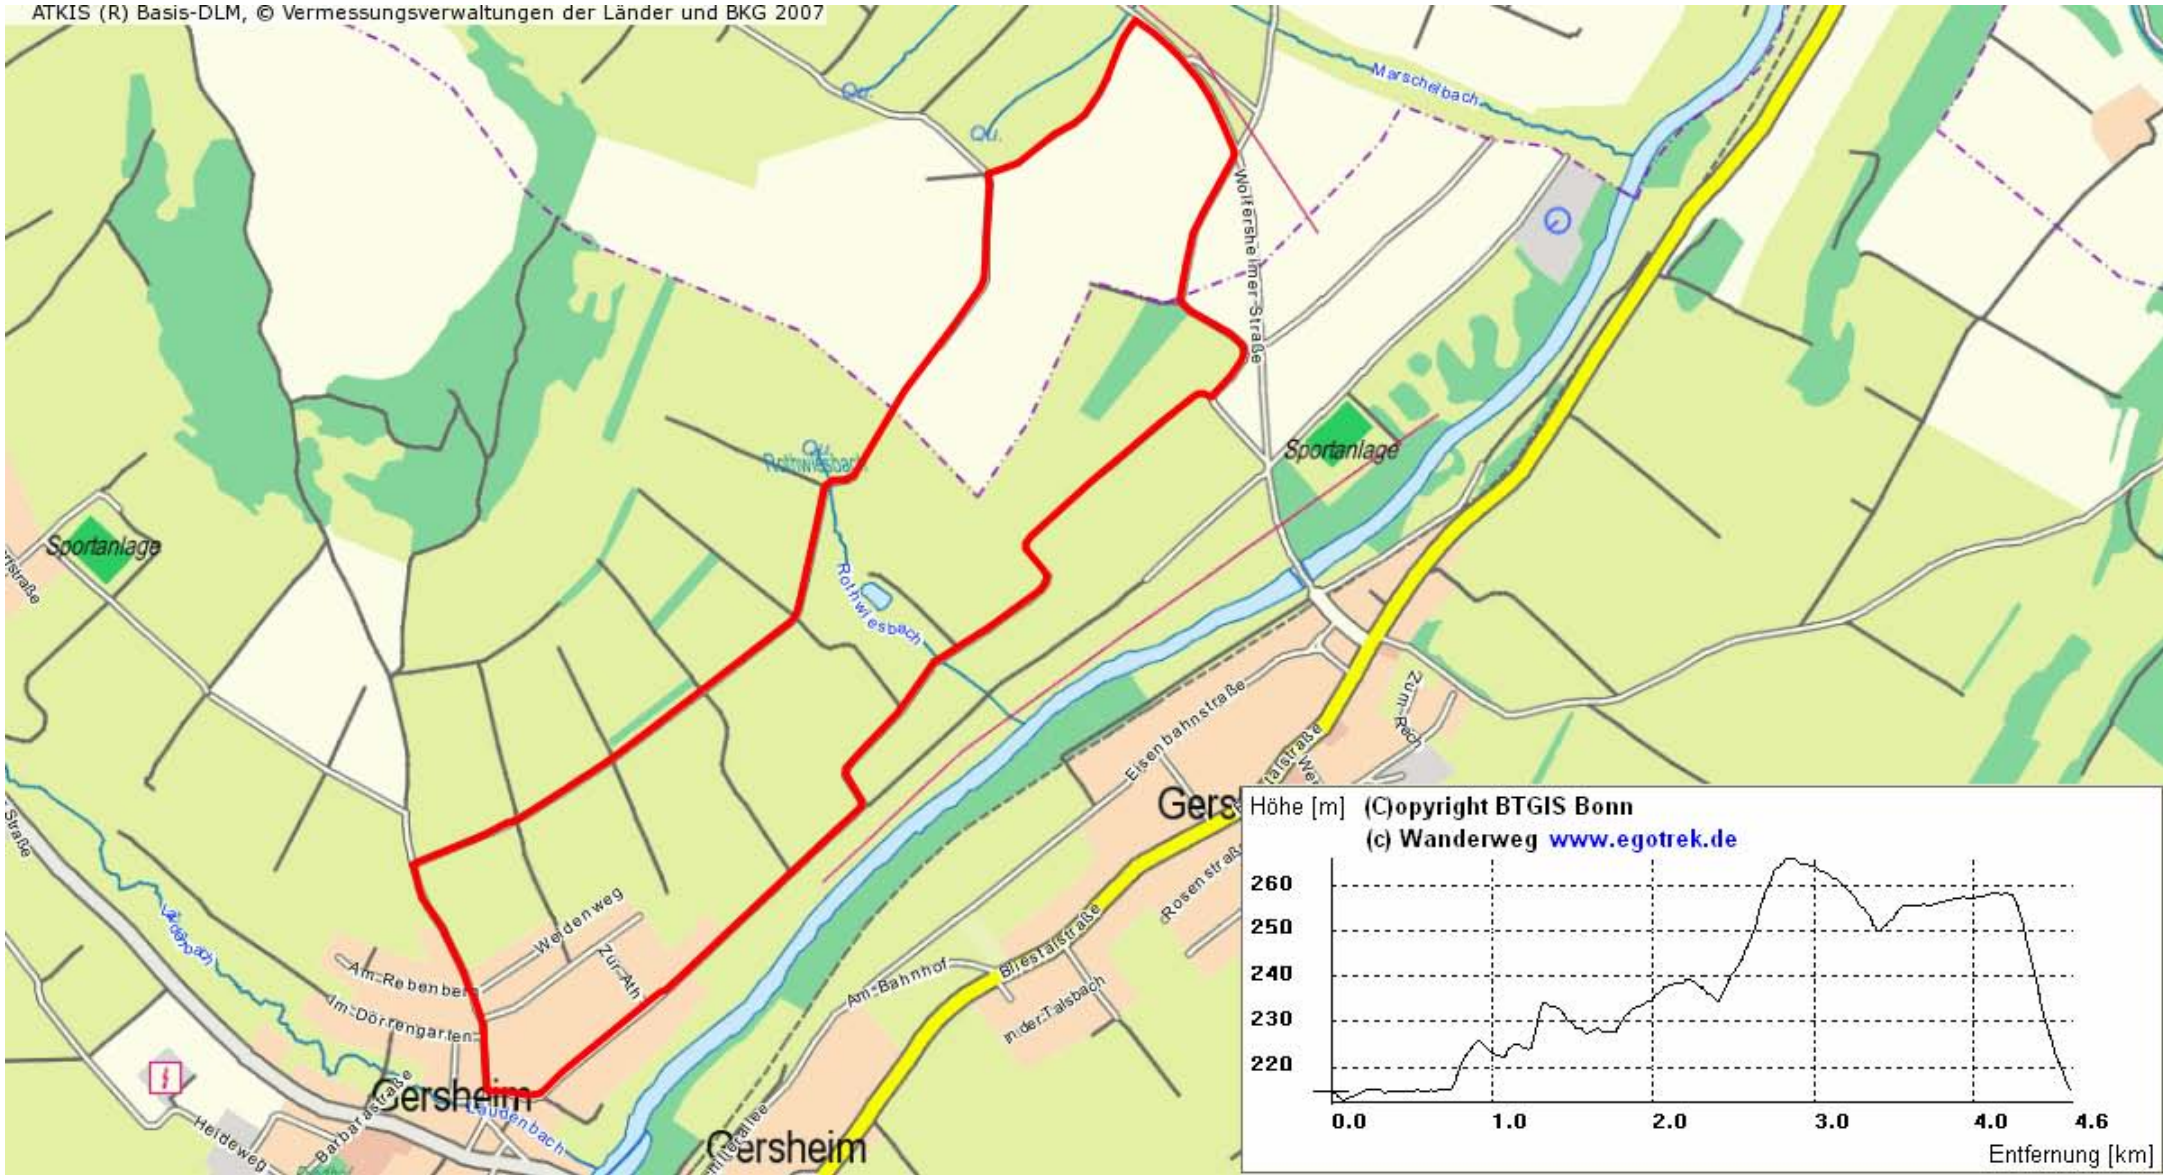 ATKIS (R) Basis-DLM, © Vermessungsverwaltungen der Länder und BKG 2007
Qu.
Marschelbach
Qu.
Wolfersheimer-Straße
Sportanlage
Qu.
Rothwiesbach
Sportanlage
Rothwiesbach
Zum-Rech
Eisenbahnstraße
talstraße
Gers
Straße
Rosenstraße
Weidenweg
Zur-Ath
Am-Rebenberg
Im-Dörrengarten
Am-Bahnhof
Bliestalstraße
In-der-Talsbach
Gersheim
Laudenbach
Barbarastraße
Heideweg
Gersheim
Höhe [m]
(C)opyright BTGIS Bonn
(c) Wanderweg www.egotrek.de
260
250
240
230
220
0.0 1.0 2.0 3.0 4.0 4.6
Entfernung [km]